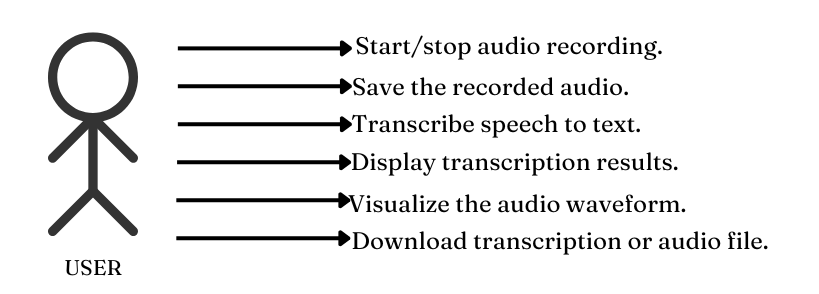 Start/stop audio recording.
Save the recorded audio.
Transcribe speech to text.
Display transcription results.
Visualize the audio waveform.
Download transcription or audio file.
USER